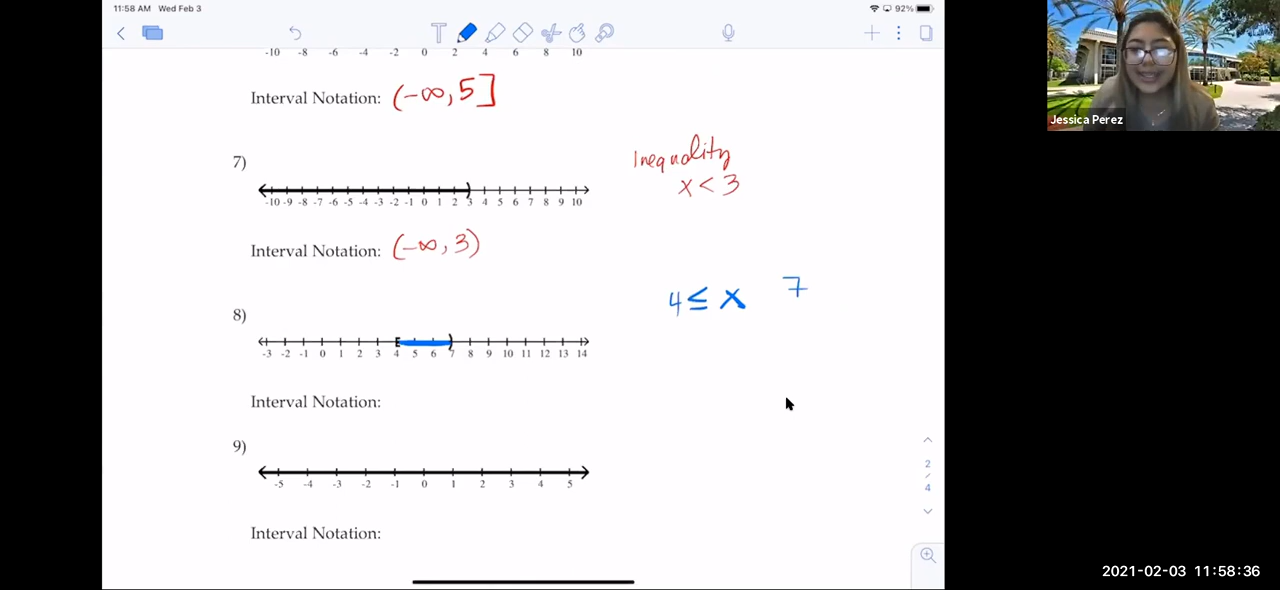 11:58 AM Wed Feb 3
92%
-10 -8 -6 -4 -2 0 2 4 6 8 10
Interval Notation: (-∞, 5]
Jessica Perez
7)
Inequality
x < 3
-10 -9 -8 -7 -6 -5 -4 -3 -2 -1 0 1 2 3 4 5 6 7 8 9 10
Interval Notation: (-∞, 3)
4 ≤ x 7
8)
-3 -2 -1 0 1 2 3 4 5 6 7 8 9 10 11 12 13 14
Interval Notation:
9)
-5 -4 -3 -2 -1 0 1 2 3 4 5
Interval Notation:
2
/
4
2021-02-03 11:58:36